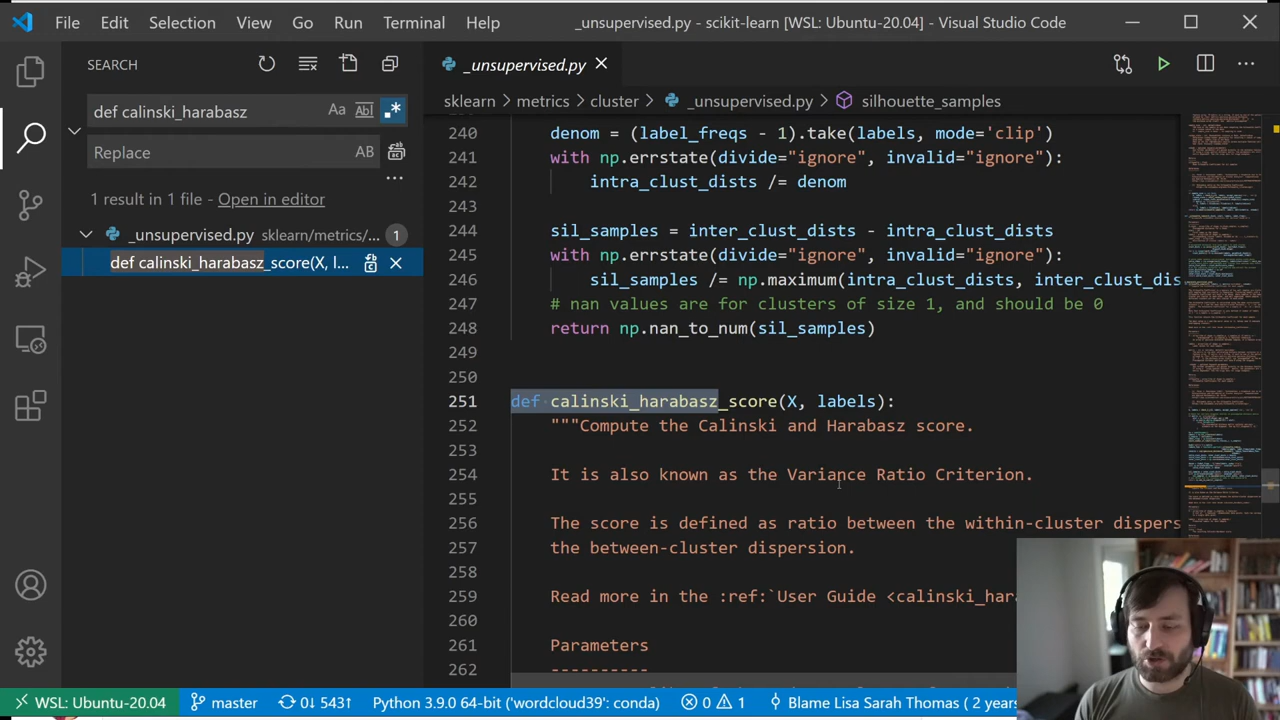 File Edit Selection View Go Run Terminal Help _unsupervised.py - scikit-learn [WSL: Ubuntu-20.04] - Visual Studio Code
SEARCH
_unsupervised.py
def calinski_harabasz
Aa Abl .*
Replace
AB
1 result in 1 file - Open in editor
_unsupervised.py sklearn/metrics/... 1
def calinski_harabasz_score(X, l...
sklearn > metrics > cluster > _unsupervised.py > silhouette_samples
240 denom = (label_freqs - 1).take(labels, mode='clip')
241 with np.errstate(divide="ignore", invalid="ignore"):
242 intra_clust_dists /= denom
243
244 sil_samples = inter_clust_dists - intra_clust_dists
245 with np.errstate(divide="ignore", invalid="ignore"):
246 sil_samples /= np.maximum(intra_clust_dists, inter_clust_dis
247 # nan values are for clusters of size 1, and should be 0
248 return np.nan_to_num(sil_samples)
249
250
251 def calinski_harabasz_score(X, labels):
252 """Compute the Calinski and Harabasz score.
253
254 It is also known as the Variance Ratio Criterion.
255
256 The score is defined as ratio between the within-cluster dispers
257 the between-cluster dispersion.
258
259 Read more in the :ref:`User Guide <calinski_hara
260
261 Parameters
262 ----------
WSL: Ubuntu-20.04 master 0↓ 543↑ Python 3.9.0 64-bit ('wordcloud39': conda) 0 1 Blame Lisa Sarah Thomas ( 2 years